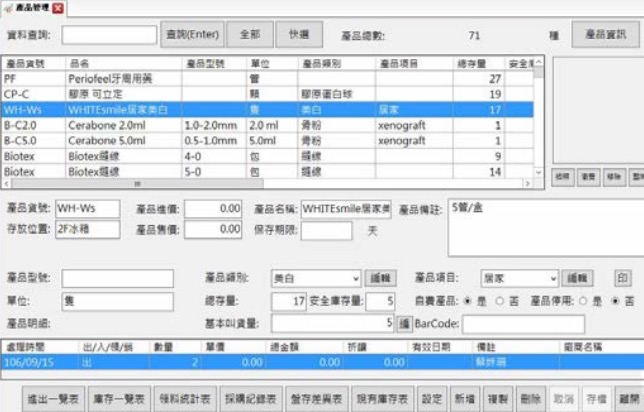 產品管理
資料查詢: 查詢(Enter) 全部 快選 產品總數: 71 種 產品資訊
產品貨號 品名 產品型號 單位 產品類別 產品項目 總存量 安全庫
PF Periofeel牙周用藥 管 27
CP-C 膠原 可立定 顆 膠原蛋白球 19
WH-Ws WHITEsmile居家美白 隻 美白 居家 17
B-C2.0 Cerabone 2.0ml 1.0-2.0mm 2.0 ml 骨粉 xenograft 1
B-C5.0 Cerabone 5.0ml 0.5-1.0mm 5.0ml 骨粉 xenograft 1
Biotex Biotex縫線 4-0 包 縫線 9
Biotex Biotex縫線 5-0 包 縫線 14
移除
產品貨號: WH-Ws 產品進價: 0.00 產品名稱: WHITEsmile居家美 產品備註: 5管/盒
存放位置: 2F冰箱 產品售價: 0.00 保存期限: 天
產品型號: 產品類別: 美白 編輯 產品項目: 居家 編輯 印
單位: 隻 總存量: 17 安全庫存量: 5 自費產品: 是 否 產品停用: 是 否
產品明細: 基本叫貨量: 5 BarCode:
處理時間 出/入/領/銷 數量 單價 總金額 折讓 有效日期 備註 廠商名稱
106/09/15 出 2 0.00 0.00 0.00
進出一覽表 庫存一覽表 領料統計表 採購記錄表 盤存差異表 現有庫存表 設定 新增 複製 刪除 取消 存檔 離開